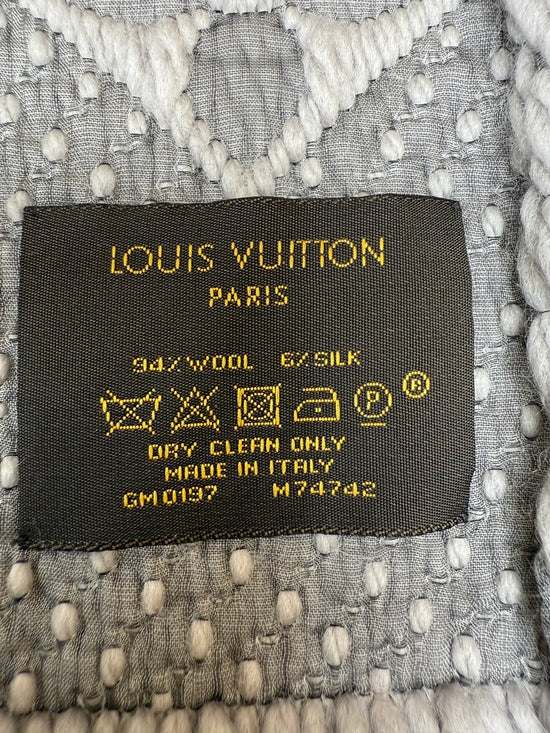 LOUIS VUITTON
PARIS
94% WOOL 6% SILK
P ®
DRY CLEAN ONLY
MADE IN ITALY
GM0197 M74742